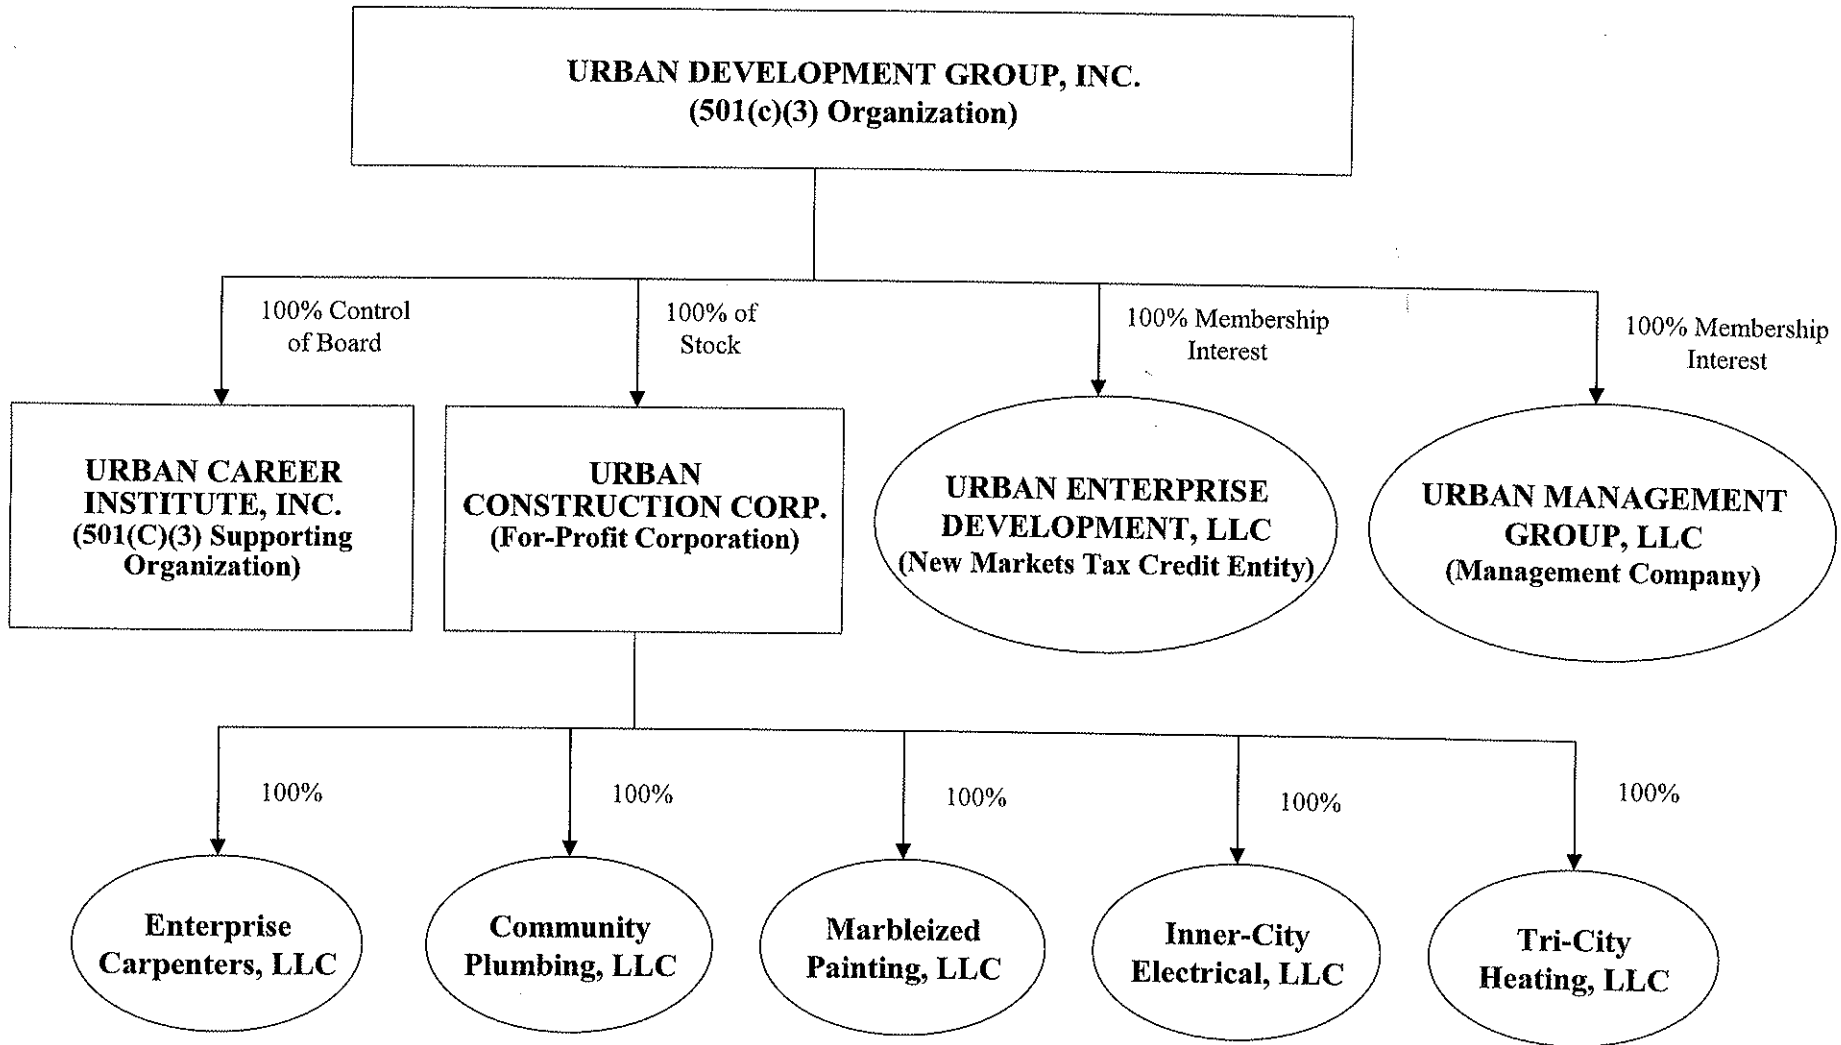 URBAN DEVELOPMENT GROUP, INC.
(501(c)(3) Organization)
100% Control
of Board
100% of
Stock
100% Membership
Interest
100% Membership
Interest
URBAN CAREER
INSTITUTE, INC.
(501(C)(3) Supporting
Organization)
URBAN
CONSTRUCTION CORP.
(For-Profit Corporation)
URBAN ENTERPRISE
DEVELOPMENT, LLC
(New Markets Tax Credit Entity)
URBAN MANAGEMENT
GROUP, LLC
(Management Company)
100%
100%
100%
100%
100%
Enterprise
Carpenters, LLC
Community
Plumbing, LLC
Marbleized
Painting, LLC
Inner-City
Electrical, LLC
Tri-City
Heating, LLC